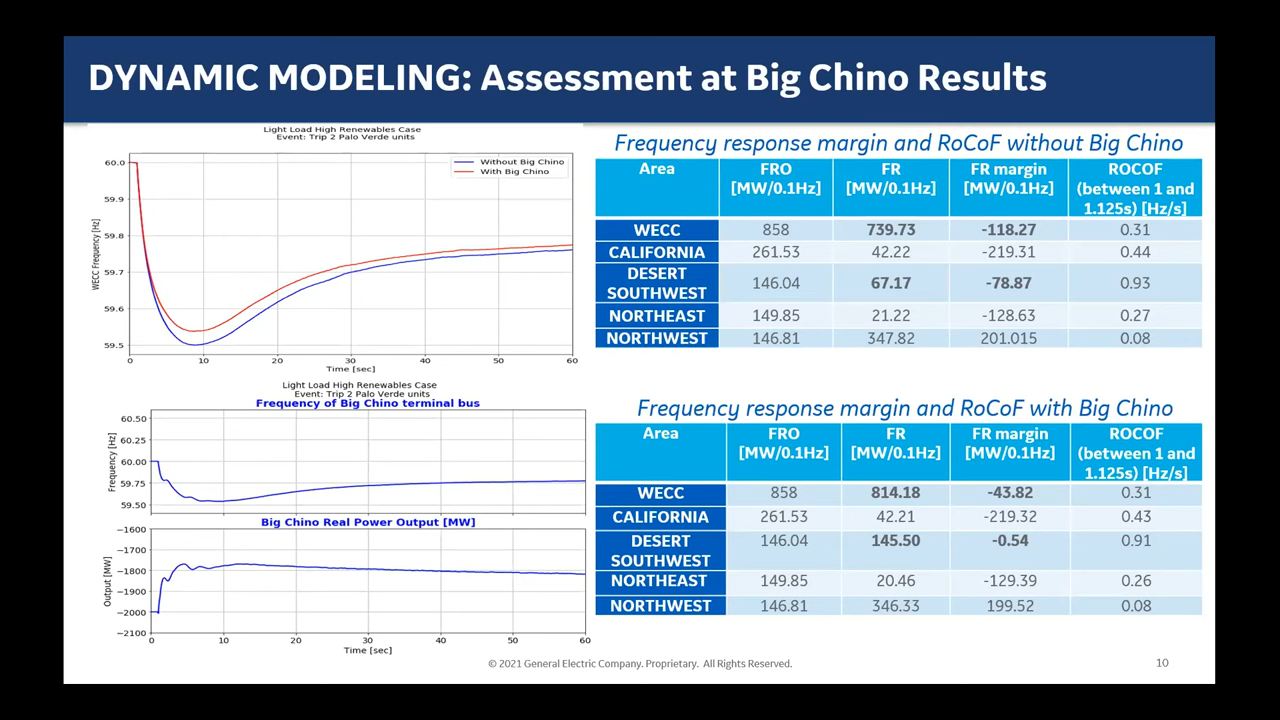 DYNAMIC MODELING: Assessment at Big Chino Results
Light Load High Renewables Case
Event: Trip 2 Palo Verde units
Without Big Chino
With Big Chino
WECC Frequency [Hz]
60.0
59.9
59.8
59.7
59.6
59.5
0 10 20 30 40 50 60
Time [sec]
Light Load High Renewables Case
Event: Trip 2 Palo Verde units
Frequency of Big Chino terminal bus
Frequency [Hz]
60.50
60.25
60.00
59.75
59.50
Big Chino Real Power Output [MW]
Output [MW]
−1600
−1700
−1800
−1900
−2000
−2100
0 10 20 30 40 50 60
Time [sec]
Frequency response margin and RoCoF without Big Chino
Area FRO FR FR margin ROCOF
[MW/0.1Hz] [MW/0.1Hz] [MW/0.1Hz] (between 1 and
1.125s) [Hz/s]
WECC 858 739.73 -118.27 0.31
CALIFORNIA 261.53 42.22 -219.31 0.44
DESERT
SOUTHWEST 146.04 67.17 -78.87 0.93
NORTHEAST 149.85 21.22 -128.63 0.27
NORTHWEST 146.81 347.82 201.015 0.08
Frequency response margin and RoCoF with Big Chino
Area FRO FR FR margin ROCOF
[MW/0.1Hz] [MW/0.1Hz] [MW/0.1Hz] (between 1 and
1.125s) [Hz/s]
WECC 858 814.18 -43.82 0.31
CALIFORNIA 261.53 42.21 -219.32 0.43
DESERT 146.04 145.50 -0.54 0.91
SOUTHWEST
NORTHEAST 149.85 20.46 -129.39 0.26
NORTHWEST 146.81 346.33 199.52 0.08
© 2021 General Electric Company. Proprietary. All Rights Reserved.
10